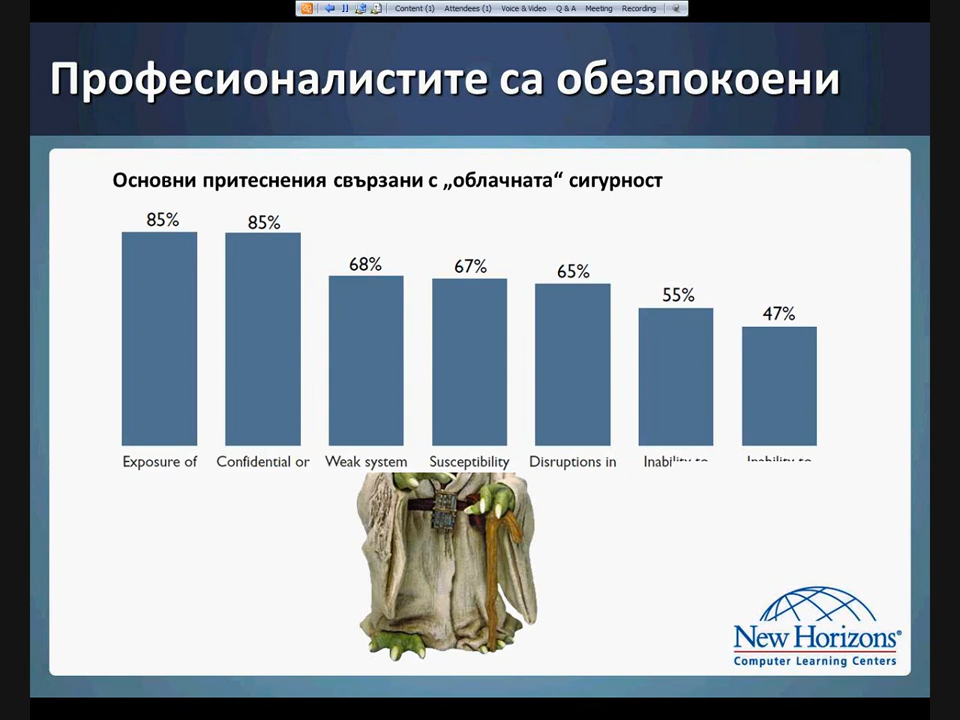 Content (1) Attendees (1) Voice & Video Q & A Meeting Recording
Професионалистите са обезпокоени
Основни притеснения свързани с „облачната“ сигурност
85% 85% 68% 67% 65% 55% 47%
Exposure of Confidential or Weak system Susceptibility Disruptions in Inability to Inability to
New Horizons®
Computer Learning Centers